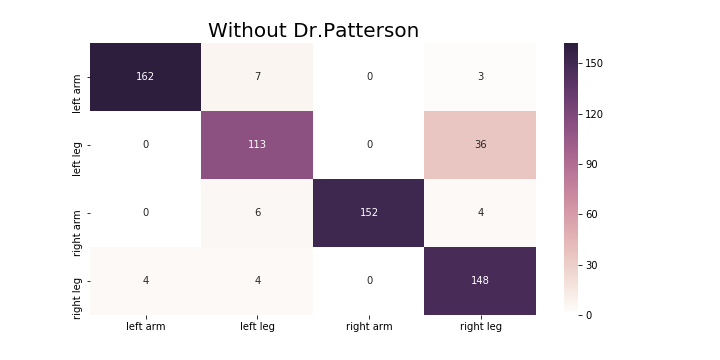 Without Dr.Patterson
left arm 162 7 0 3
left leg 0 113 0 36
right arm 0 6 152 4
right leg 4 4 0 148
left arm left leg right arm right leg
150
120
90
60
30
0